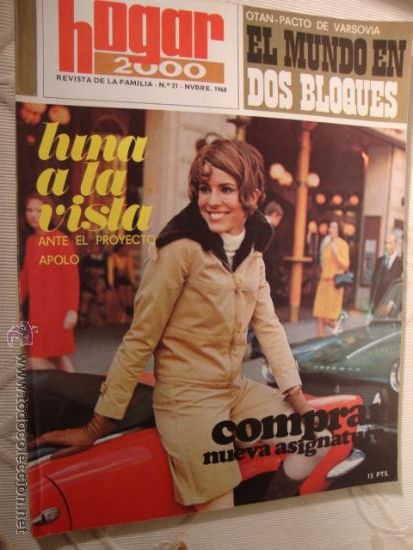 hogar
2000
REVISTA DE LA FAMILIA - N.º 21 - NVBRE. 1968
OTAN-PACTO DE VARSOVIA
EL MUNDO EN
DOS BLOQUES
luna
a la
vista
ANTE EL PROYECTO
APOLO
comprar
nueva asignatura
15 PTS.
© www.todocoleccion.net